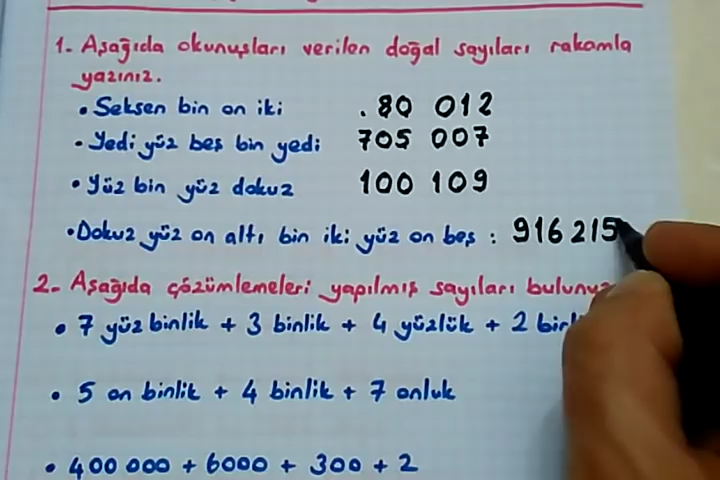 1- Aşağıda okunuşları verilen doğal sayıları rakamla
yazınız.
• Seksen bin on iki . 80 012
• Yedi yüz beş bin yedi 705 007
• Yüz bin yüz dokuz 100 109
• Dokuz yüz on altı bin iki yüz on beş : 916 215
2- Aşağıda çözümlemeleri yapılmış sayıları
• 7 yüz binlik + 3 binlik + 4 yüzlük + 2
• 5 on binlik + 4 binlik + 7 onluk
• 400 000 + 6000 + 300 + 2